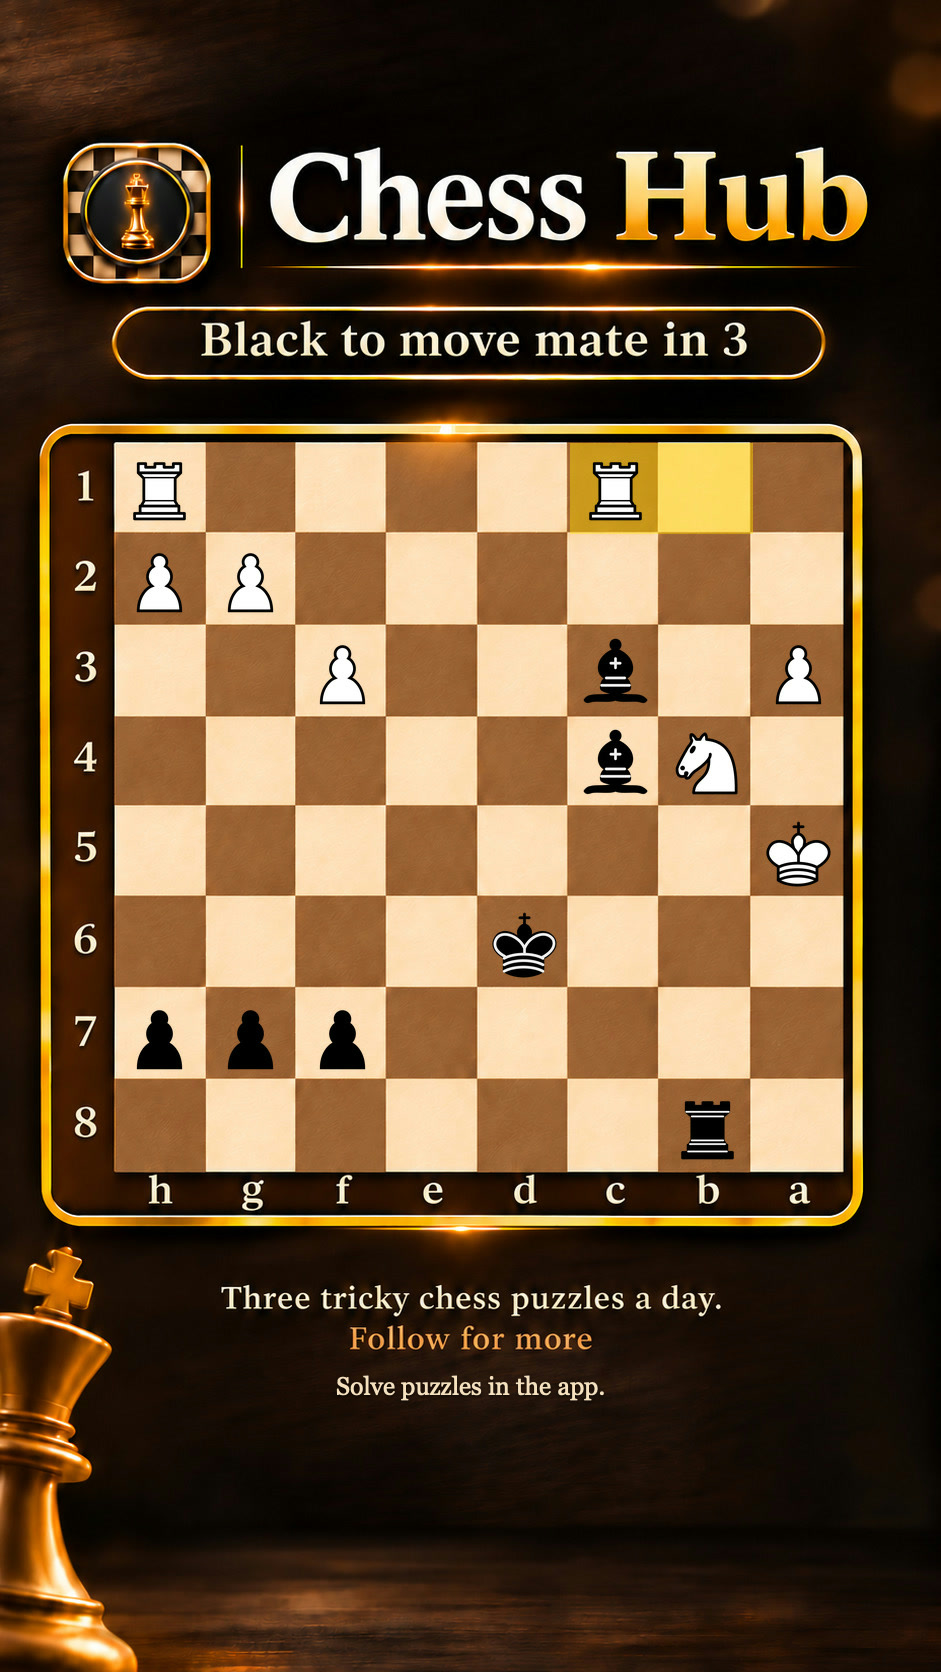 Chess Hub
Black to move mate in 3
1
2
3
4
5
6
7
8
h g f e d c b a
Three tricky chess puzzles a day.
Follow for more
Solve puzzles in the app.